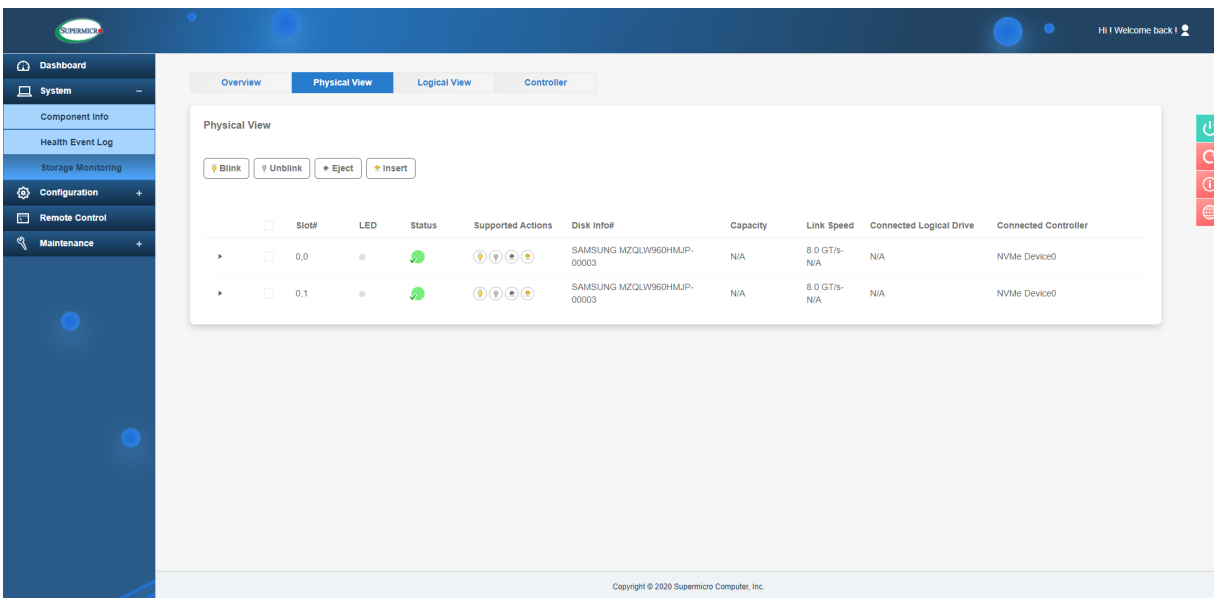 SUPERMICRO
Hi ! Welcome back !
Dashboard
System −
Component Info
Health Event Log
Storage Monitoring
Configuration +
Remote Control
Maintenance +
Overview Physical View Logical View Controller
Physical View
Blink Unblink Eject Insert
Slot# LED Status Supported Actions Disk Info# Capacity Link Speed Connected Logical Drive Connected Controller
0,0 SAMSUNG MZQLW960HMJP-00003 N/A 8.0 GT/s-N/A N/A NVMe Device0
0,1 SAMSUNG MZQLW960HMJP-00003 N/A 8.0 GT/s-N/A N/A NVMe Device0
Copyright © 2020 Supermicro Computer, Inc.